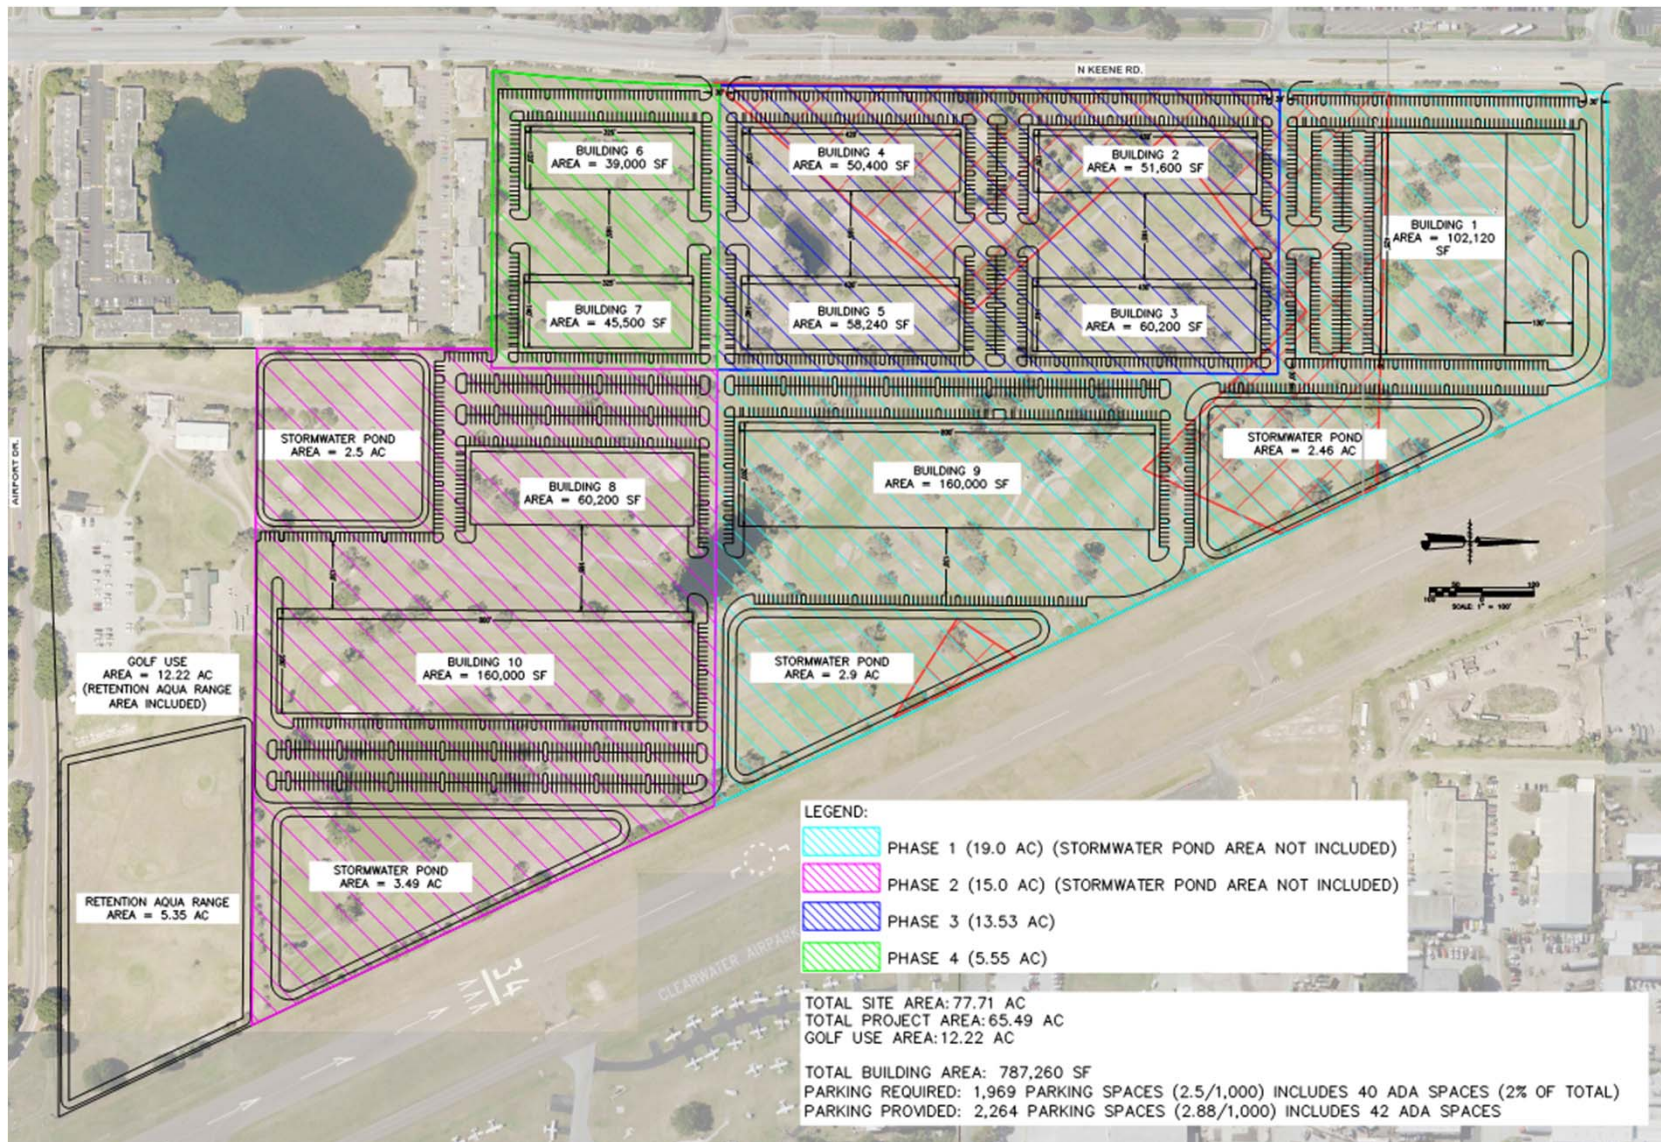 N KEENE RD.
BUILDING 6
AREA = 39,000 SF
BUILDING 4
AREA = 50,400 SF
BUILDING 2
AREA = 51,600 SF
BUILDING 1
AREA = 102,120
SF
BUILDING 7
AREA = 45,500 SF
BUILDING 5
AREA = 58,240 SF
BUILDING 3
AREA = 60,200 SF
325'
325'
STORMWATER POND
AREA = 2.5 AC
BUILDING 8
AREA = 60,200 SF
BUILDING 9
AREA = 160,000 SF
STORMWATER POND
AREA = 2.46 AC
AIRPORT DR.
SCALE: 1" = 100'
GOLF USE
AREA = 12.22 AC
(RETENTION AQUA RANGE
AREA INCLUDED)
BUILDING 10
AREA = 160,000 SF
STORMWATER POND
AREA = 2.9 AC
STORMWATER POND
AREA = 3.49 AC
RETENTION AQUA RANGE
AREA = 5.35 AC
34
CLEARWATER AIRPARK
LEGEND:
PHASE 1 (19.0 AC) (STORMWATER POND AREA NOT INCLUDED)
PHASE 2 (15.0 AC) (STORMWATER POND AREA NOT INCLUDED)
PHASE 3 (13.53 AC)
PHASE 4 (5.55 AC)
TOTAL SITE AREA: 77.71 AC
TOTAL PROJECT AREA: 65.49 AC
GOLF USE AREA: 12.22 AC
TOTAL BUILDING AREA: 787,260 SF
PARKING REQUIRED: 1,969 PARKING SPACES (2.5/1,000) INCLUDES 40 ADA SPACES (2% OF TOTAL)
PARKING PROVIDED: 2,264 PARKING SPACES (2.88/1,000) INCLUDES 42 ADA SPACES